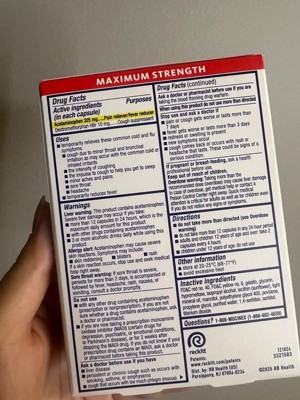 MAXIMUM STRENGTH
Drug Facts
Active ingredients
(in each capsule)
Purposes
Acetaminophen 325 mg.....Pain reliever/fever reducer
Dextromethorphan HBr 10 mg.....Cough suppressant
Uses
temporarily relieves these common cold and flu
symptoms:
cough due to minor throat and bronchial
irritation as may occur with the common cold or
inhaled irritants
the intensity of coughing
the impulse to cough to help you get to sleep
minor aches and pains
sore throat
headache
temporarily reduces fever
Warnings
Liver warning: This product contains acetaminophen.
Severe liver damage may occur if you take
more than 12 capsules in 24 hours, which is the
maximum daily amount for this product
with other drugs containing acetaminophen
3 or more alcoholic drinks daily while using this
product
Allergy alert: Acetaminophen may cause severe
skin reactions. Symptoms may include:
skin reddening
blisters
rash
If a skin reaction occurs, stop use and seek medical
help right away.
Sore throat warning: If sore throat is severe,
persists for more than 2 days, is accompanied or
followed by fever, headache, rash, nausea, or
vomiting, consult a doctor promptly.
Do not use
with any other drug containing acetaminophen
(prescription or nonprescription). If you are not
sure whether a drug contains acetaminophen, ask
a doctor or pharmacist.
if you are now taking a prescription monoamine
oxidase inhibitor (MAOI) (certain drugs for
depression, psychiatric, or emotional conditions,
or Parkinson's disease), or for 2 weeks after
stopping the MAOI drug. If you do not know if your
prescription drug contains an MAOI, ask a doctor
or pharmacist before taking this product.
Ask a doctor before use if you have
liver disease
persistent or chronic cough such as occurs with
smoking, asthma, or emphysema
cough that occurs with too much phlegm (mucus)
Drug Facts (continued)
Ask a doctor or pharmacist before use if you are
taking the blood thinning drug warfarin
When using this product do not use more than directed
Stop use and ask a doctor if
pain or cough gets worse or lasts more than
7 days
fever gets worse or lasts more than 3 days
redness or swelling is present
new symptoms occur
cough comes back or occurs with rash or
headache that lasts. These could be signs of a
serious condition.
If pregnant or breast-feeding, ask a health
professional before use.
Keep out of reach of children.
Overdose warning: Taking more than the
recommended dose (overdose) may cause liver damage.
In case of overdose, get medical help or contact a
Poison Control Center right away. Quick medical
attention is critical for adults as well as for children even
if you do not notice any signs or symptoms.
Directions
do not take more than directed (see Overdose
warning)
do not take more than 12 capsules in any 24-hour period
adults and children 12 years of age and over: take 2
capsules every 4 hours
children under 12 years of age: do not use
Other information
store at 20-25°C (68-77°F)
avoid excessive heat
Inactive ingredients
Questions? 1-866-MUCINEX (1-866-682-4639)
reckitt
Parsippany, NJ 07054-0224
©2025 RB Health